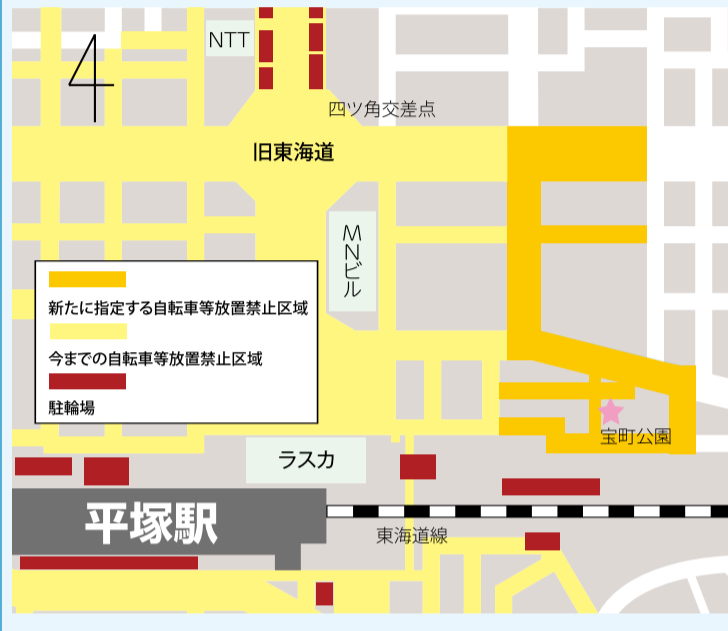 NTT
四ツ角交差点
旧東海道
MNビル
新たに指定する自転車等放置禁止区域
今までの自転車等放置禁止区域
駐輪場
宝町公園
ラスカ
平塚駅
東海道線